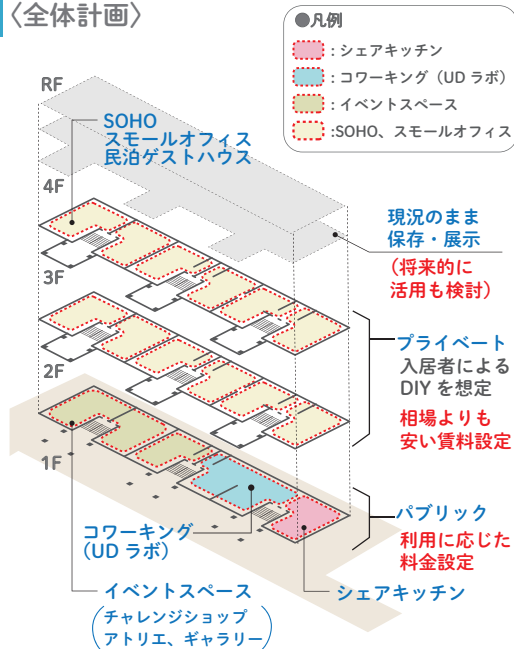 〈全体計画〉
●凡例
：シェアキッチン
：コワーキング（UD ラボ）
：イベントスペース
：SOHO、スモールオフィス
RF
SOHO
スモールオフィス
民泊ゲストハウス
4F
現況のまま
保存・展示
（将来的に
活用も検討）
3F
プライベート
入居者による
DIY を想定
相場よりも
安い賃料設定
2F
1F
パブリック
利用に応じた
料金設定
コワーキング
（UD ラボ）
イベントスペース
（チャレンジショップ
アトリエ、ギャラリー）
シェアキッチン